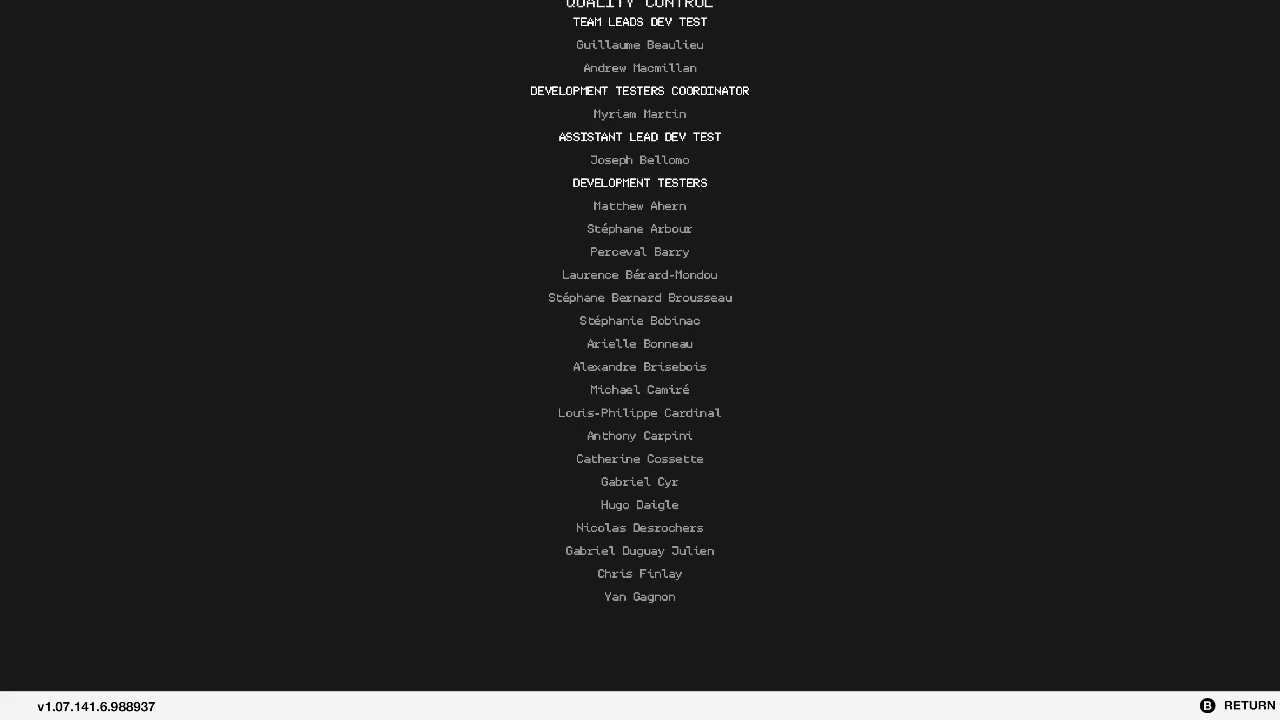 QUALITY CONTROL
TEAM LEADS DEV TEST
Guillaume Beaulieu
Andrew Macmillan
DEVELOPMENT TESTERS COORDINATOR
Myriam Martin
ASSISTANT LEAD DEV TEST
Joseph Bellomo
DEVELOPMENT TESTERS
Matthew Ahern
Stéphane Arbour
Perceval Barry
Laurence Bérard-Mondou
Stéphane Bernard Brousseau
Stéphanie Bobinac
Arielle Bonneau
Alexandre Brisebois
Michael Camiré
Louis-Philippe Cardinal
Anthony Carpini
Catherine Cossette
Gabriel Cyr
Hugo Daigle
Nicolas Desrochers
Gabriel Duguay Julien
Chris Finlay
Yan Gagnon
v1.07.141.6.988937
B RETURN